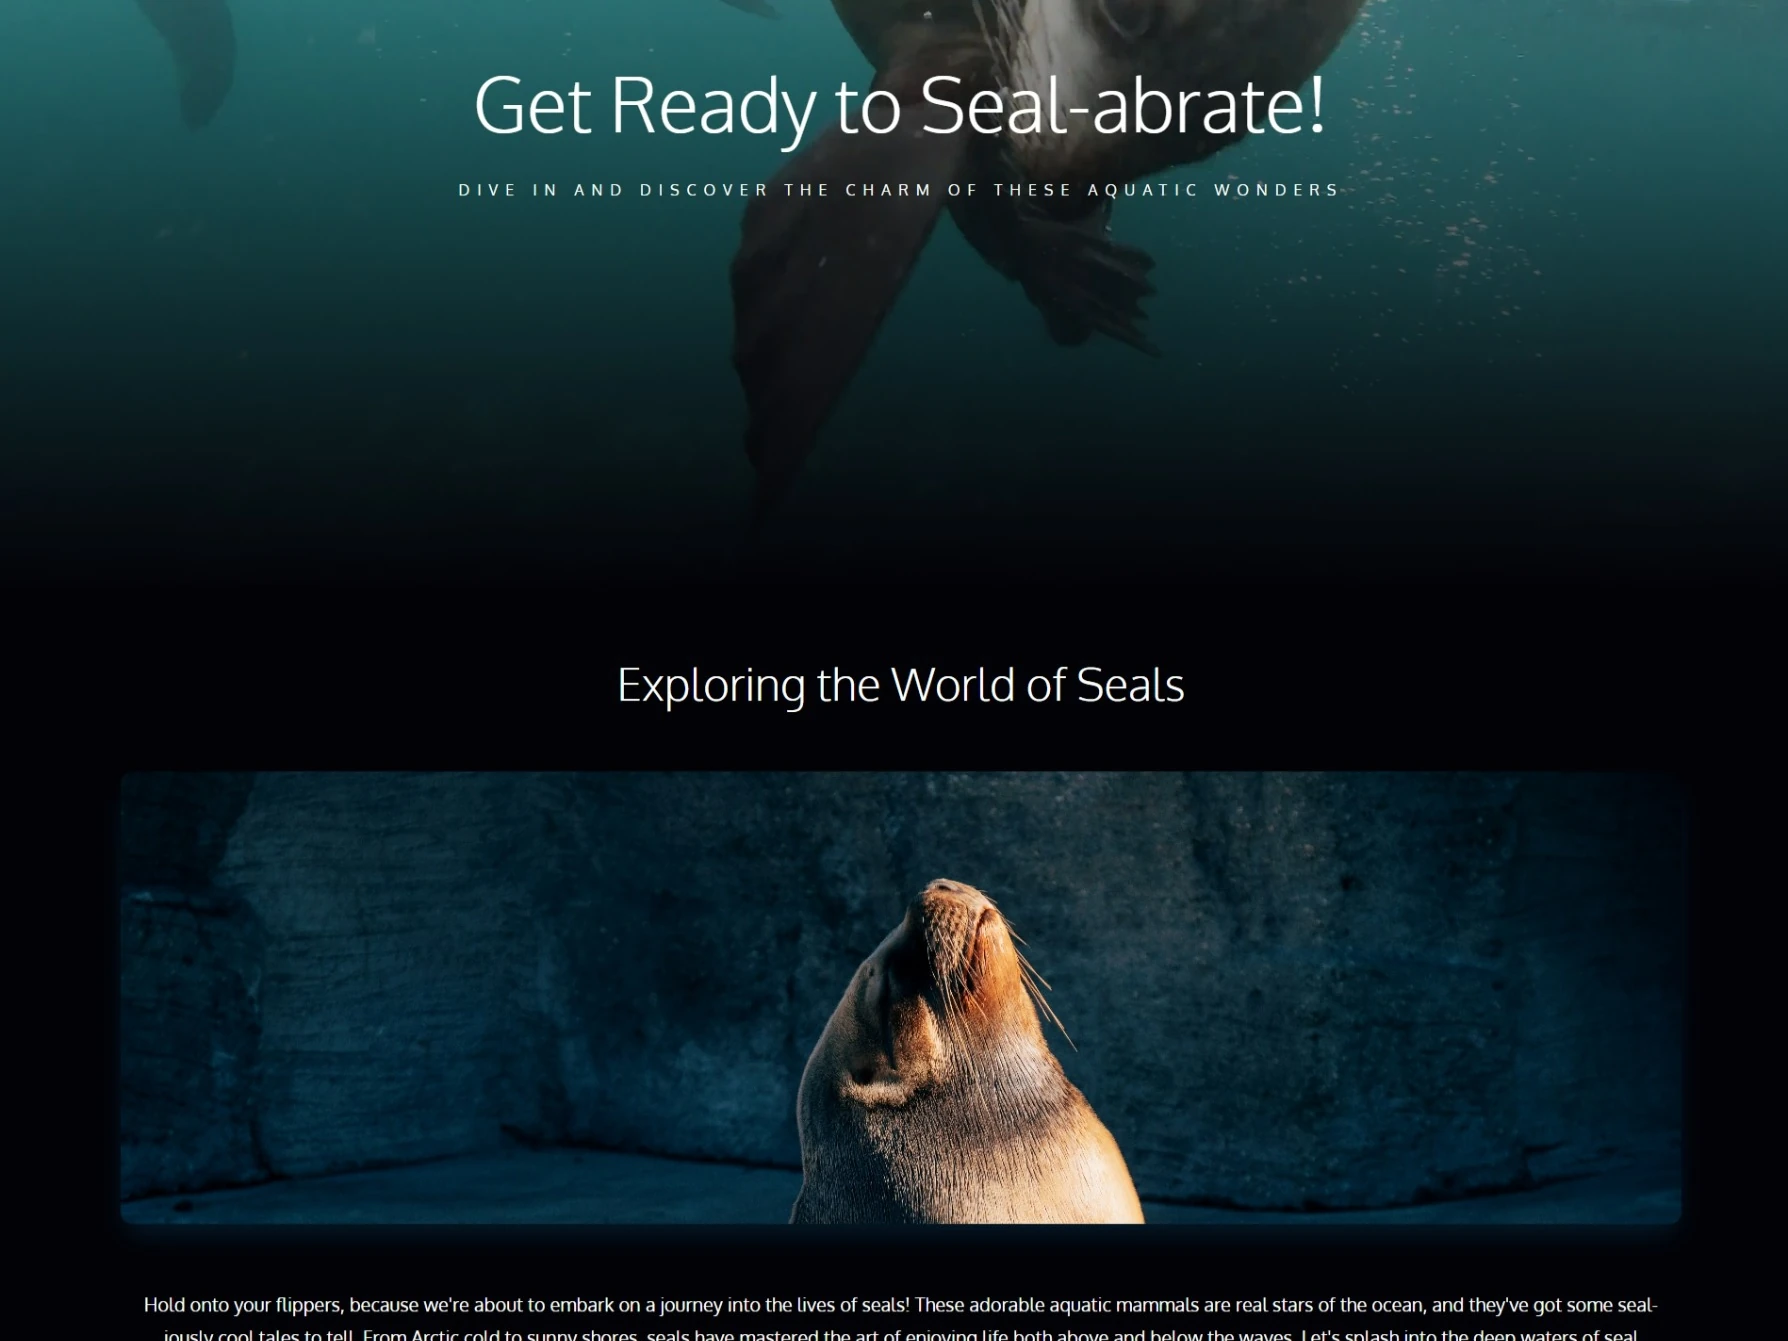 Get Ready to Seal-abrate!
DIVE IN AND DISCOVER THE CHARM OF THESE AQUATIC WONDERS
Exploring the World of Seals
Hold onto your flippers, because we're about to embark on a journey into the lives of seals! These adorable aquatic mammals are real stars of the ocean, and they've got some seal-
iously cool tales to tell. From Arctic cold to sunny shores, seals have mastered the art of enjoying life both above and below the waves. Let's splash into the deep waters of seal